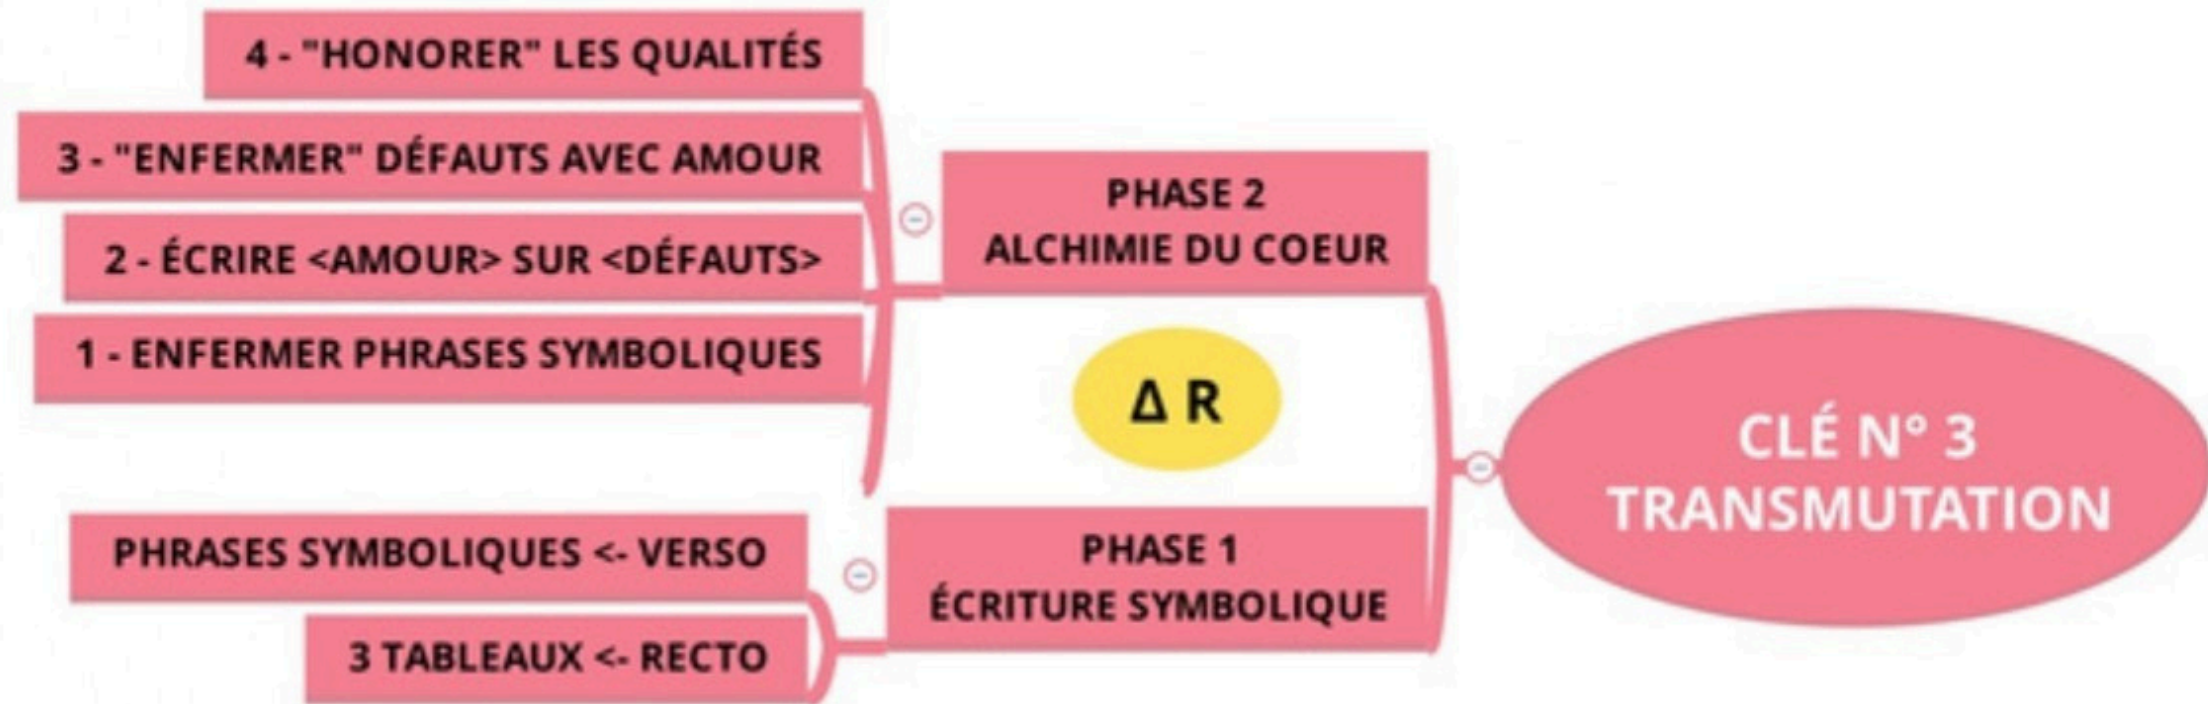 4 - "HONORER" LES QUALITÉS
3 - "ENFERMER" DÉFAUTS AVEC AMOUR
2 - ÉCRIRE <AMOUR> SUR <DÉFAUTS>
1 - ENFERMER PHRASES SYMBOLIQUES
PHASE 2
ALCHIMIE DU COEUR
Δ R
PHRASES SYMBOLIQUES <- VERSO
3 TABLEAUX <- RECTO
PHASE 1
ÉCRITURE SYMBOLIQUE
CLÉ N° 3
TRANSMUTATION